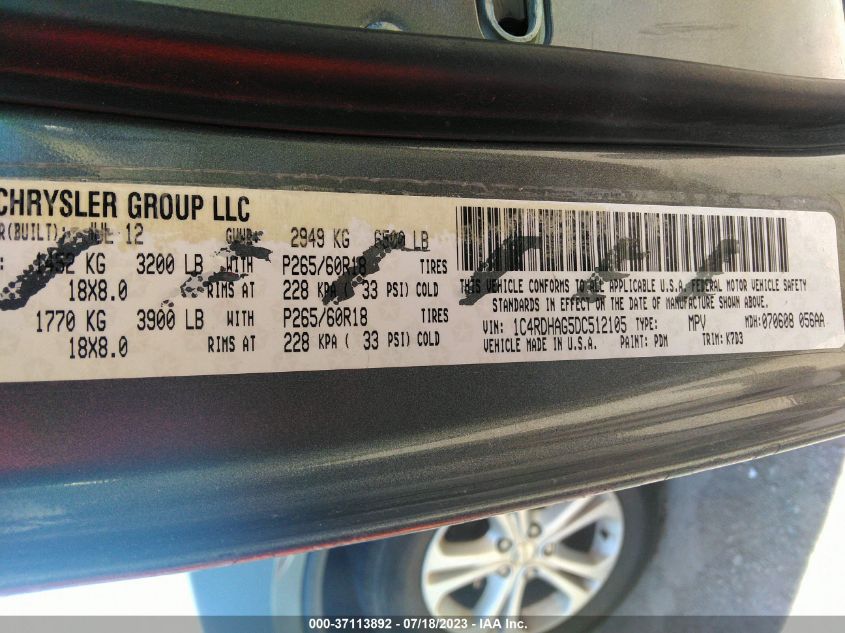 CHRYSLER GROUP LLC
R(BUILT): 12 GVWR 2949 KG 6500 LB
1452 KG 3200 LB WITH P265/60R18 TIRES
18X8.0 RIMS AT 228 KPA ( 33 PSI) COLD
1770 KG 3900 LB WITH P265/60R18 TIRES
18X8.0 RIMS AT 228 KPA ( 33 PSI) COLD
THIS VEHICLE CONFORMS TO ALL APPLICABLE U.S.A. FEDERAL MOTOR VEHICLE SAFETY
STANDARDS IN EFFECT ON THE DATE OF MANUFACTURE SHOWN ABOVE.
VIN: 1C4RDHAG5DC512105 TYPE: MPV MDH:070608 056AA
VEHICLE MADE IN U.S.A. PAINT: PDM TRIM: K7D3
000-37113892 - 07/18/2023 - IAA Inc.